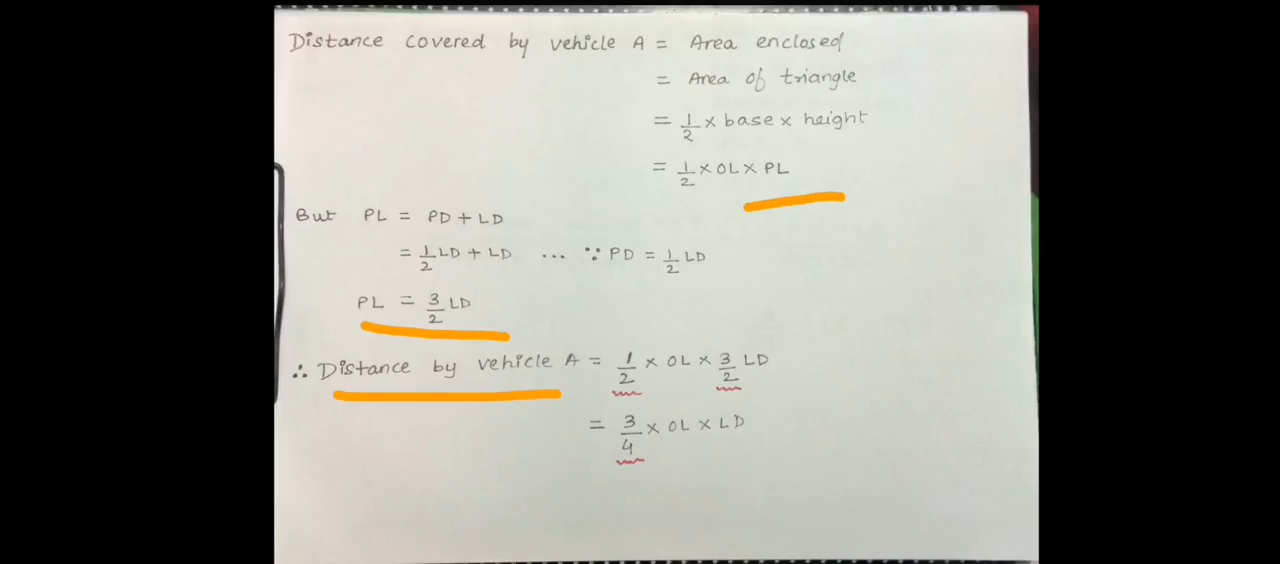 Distance covered by vehicle A = Area enclosed
= Area of triangle
= 1/2 × base × height
= 1/2 × OL × PL
But PL = PD + LD
= 1/2 LD + LD ... ∵ PD = 1/2 LD
PL = 3/2 LD
∴ Distance by vehicle A = 1/2 × OL × 3/2 LD
= 3/4 × OL × LD